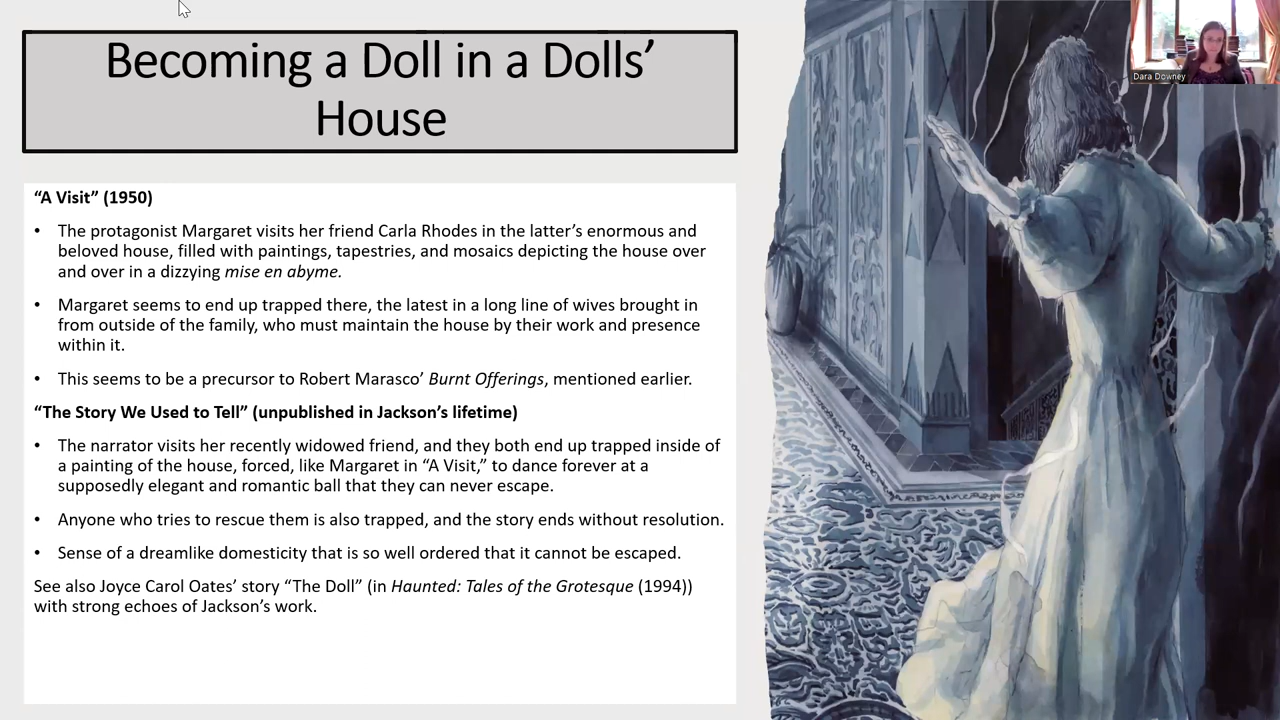 Becoming a Doll in a Dolls’
House
“A Visit” (1950)
• The protagonist Margaret visits her friend Carla Rhodes in the latter’s enormous and
beloved house, filled with paintings, tapestries, and mosaics depicting the house over
and over in a dizzying mise en abyme.
• Margaret seems to end up trapped there, the latest in a long line of wives brought in
from outside of the family, who must maintain the house by their work and presence
within it.
• This seems to be a precursor to Robert Marasco’ Burnt Offerings, mentioned earlier.
“The Story We Used to Tell” (unpublished in Jackson’s lifetime)
• The narrator visits her recently widowed friend, and they both end up trapped inside of
a painting of the house, forced, like Margaret in “A Visit,” to dance forever at a
supposedly elegant and romantic ball that they can never escape.
• Anyone who tries to rescue them is also trapped, and the story ends without resolution.
• Sense of a dreamlike domesticity that is so well ordered that it cannot be escaped.
See also Joyce Carol Oates’ story “The Doll” (in Haunted: Tales of the Grotesque (1994))
with strong echoes of Jackson’s work.
Dara Downey